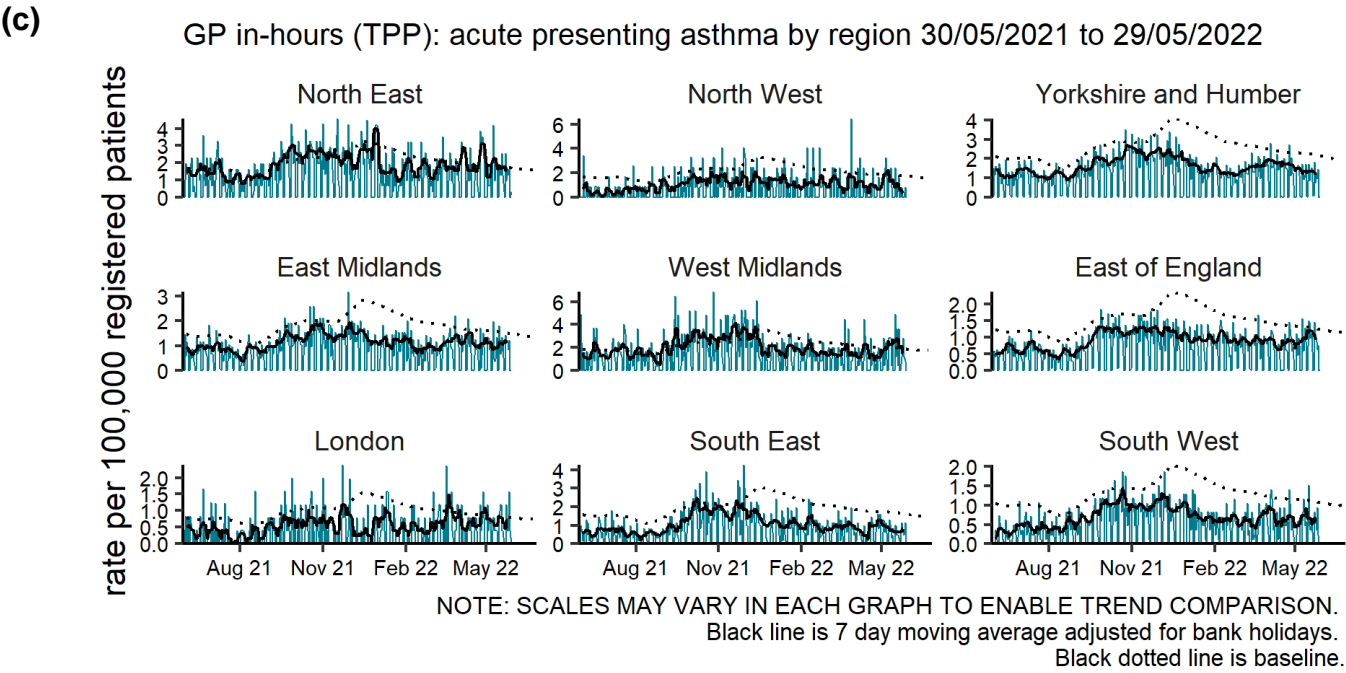 (c)
GP in-hours (TPP): acute presenting asthma by region 30/05/2021 to 29/05/2022
rate per 100,000 registered patients
North East
4
3
2
1
0
North West
6
4
2
0
Yorkshire and Humber
4
3
2
1
0
East Midlands
3
2
1
0
West Midlands
6
4
2
0
East of England
2.0
1.5
1.0
0.5
0.0
London
2.0
1.5
1.0
0.5
0.0
Aug 21 Nov 21 Feb 22 May 22
South East
4
3
2
1
0
Aug 21 Nov 21 Feb 22 May 22
South West
2.0
1.5
1.0
0.5
0.0
Aug 21 Nov 21 Feb 22 May 22
NOTE: SCALES MAY VARY IN EACH GRAPH TO ENABLE TREND COMPARISON.
Black line is 7 day moving average adjusted for bank holidays.
Black dotted line is baseline.